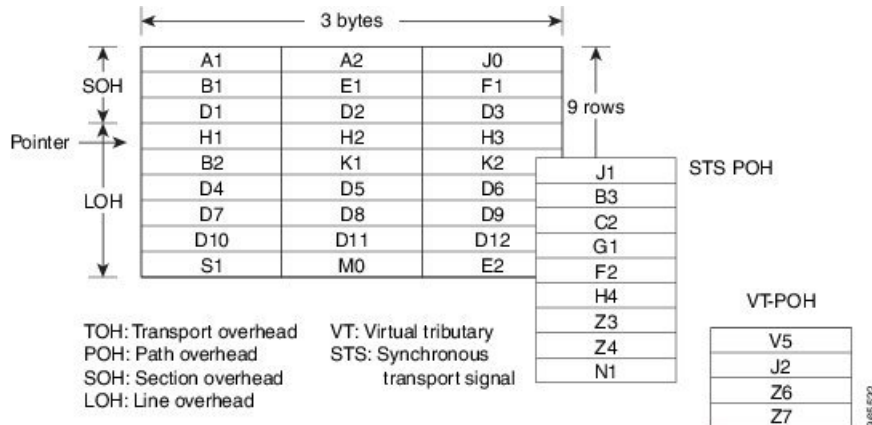 3 bytes
A1 A2 J0
SOH B1 E1 F1
D1 D2 D3 9 rows
Pointer H1 H2 H3
B2 K1 K2
LOH D4 D5 D6
D7 D8 D9
D10 D11 D12
S1 M0 E2
J1 STS POH
B3
C2
G1
F2
H4
Z3
Z4
N1
VT-POH
V5
J2
Z6
Z7
TOH: Transport overhead
POH: Path overhead
SOH: Section overhead
LOH: Line overhead
VT: Virtual tributary
STS: Synchronous
transport signal